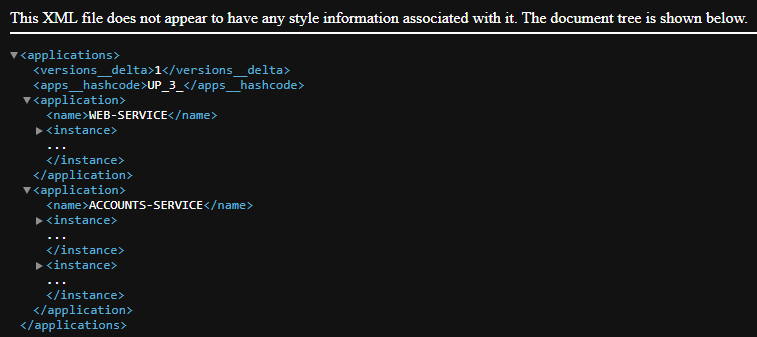 This XML file does not appear to have any style information associated with it. The document tree is shown below.
<applications>
<versions__delta>1</versions__delta>
<apps__hashcode>UP_3_</apps__hashcode>
<application>
<name>WEB-SERVICE</name>
<instance>
...
</instance>
</application>
<application>
<name>ACCOUNTS-SERVICE</name>
<instance>
...
</instance>
<instance>
...
</instance>
</application>
</applications>